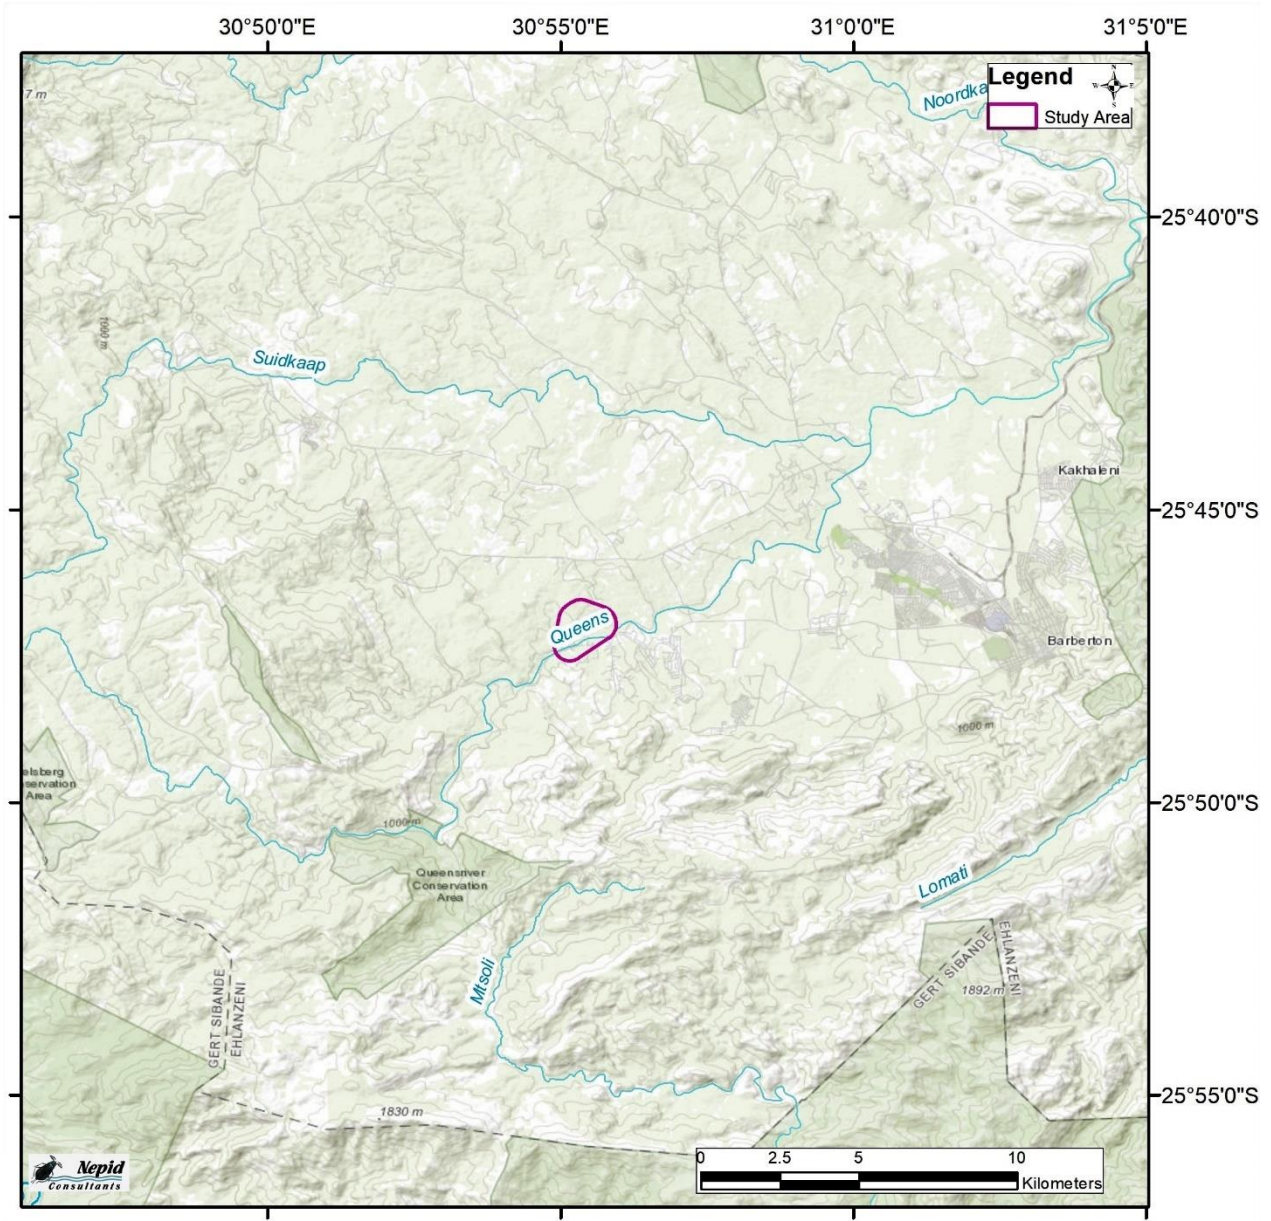 30°50'0"E
30°55'0"E
31°0'0"E
31°5'0"E
7 m
Noordka
Legend
N
W
E
S
Study Area
25°40'0"S
1000 m
Suidkaap
Kakhaleni
25°45'0"S
Queens
Barberton
1000 m
elsberg
servation
Area
25°50'0"S
1000 m
Queensriver
Conservation
Area
Lomati
Mtsoli
GERT SIBANDE
EHLANZENI
GERT SIBANDE
EHLANZENI
1892 m
25°55'0"S
1830 m
Nepid
Consultants
0
2.5
5
10
Kilometers